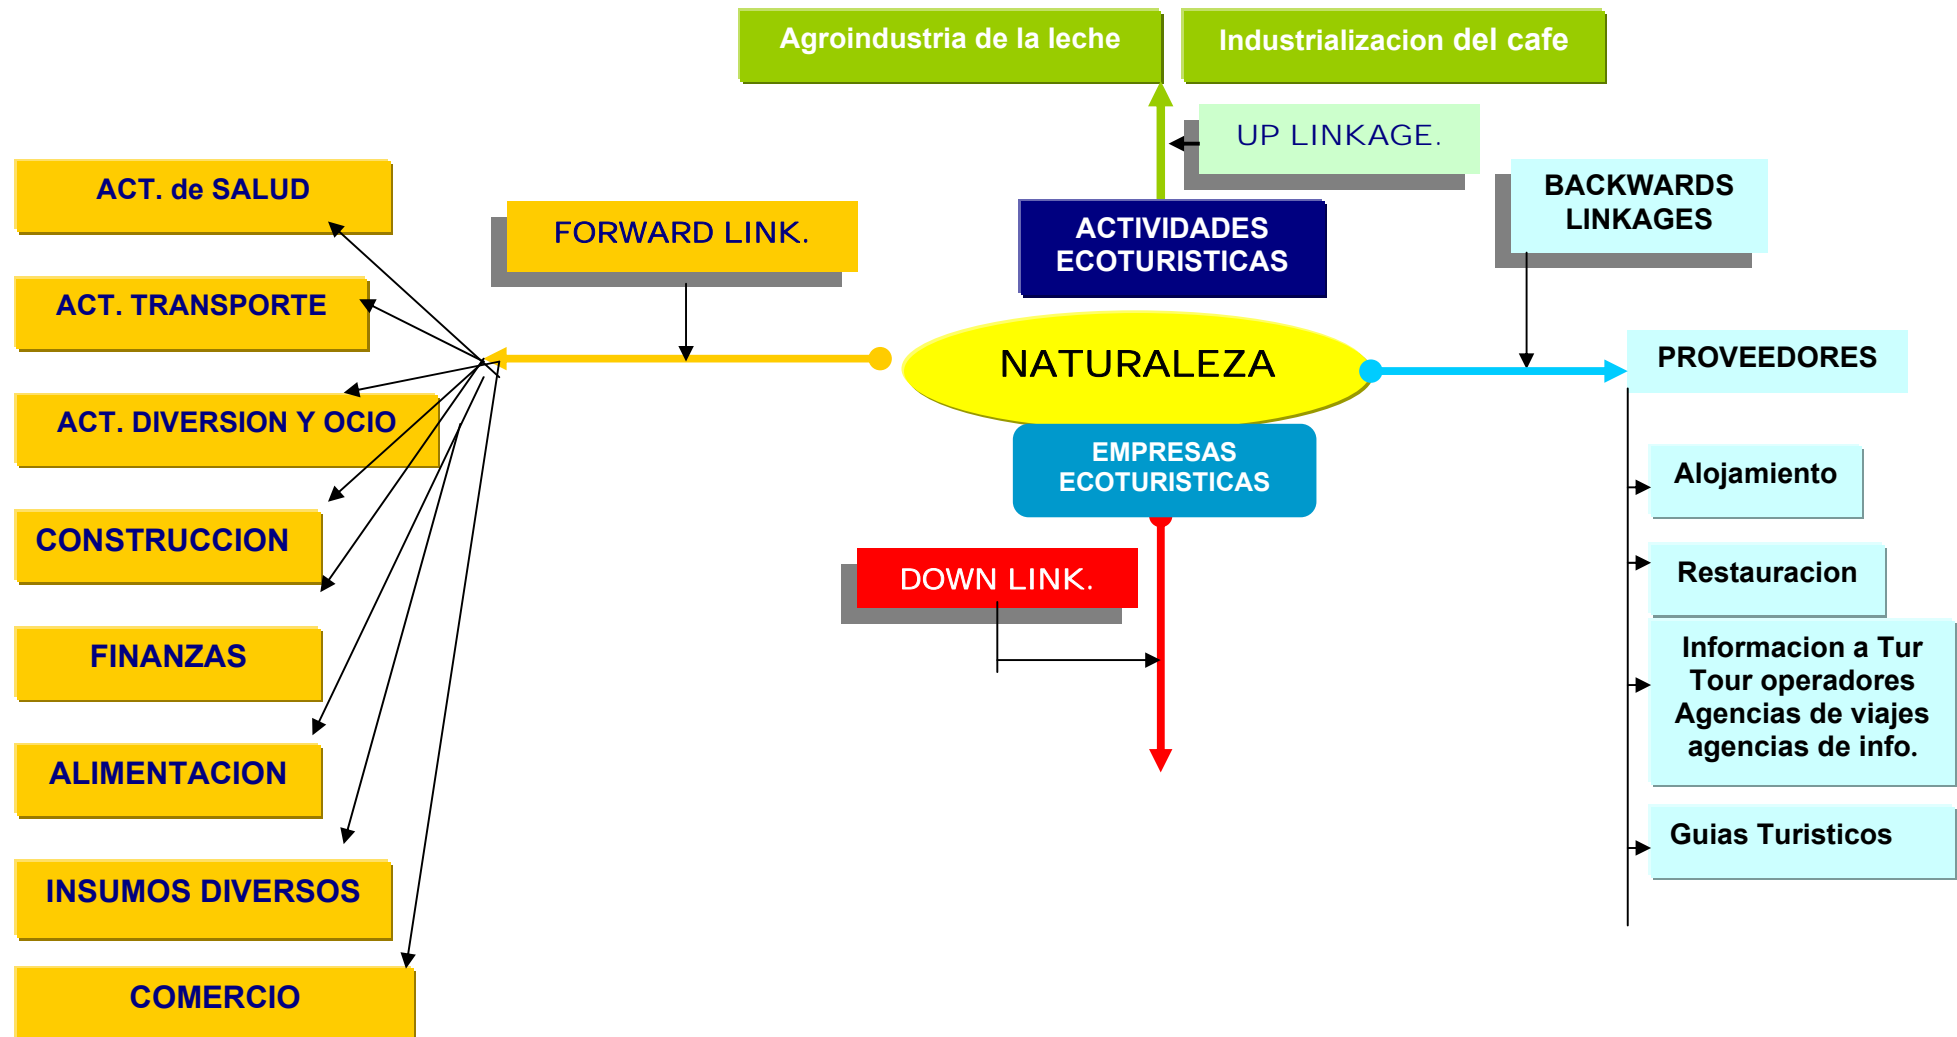 Agroindustria de la leche
Industrializacion del cafe
UP LINKAGE.
ACT. de SALUD
BACKWARDS
LINKAGES
FORWARD LINK.
ACTIVIDADES
ECOTURISTICAS
ACT. TRANSPORTE
NATURALEZA
PROVEEDORES
ACT. DIVERSION Y OCIO
EMPRESAS
ECOTURISTICAS
Alojamiento
CONSTRUCCION
DOWN LINK.
Restauracion
FINANZAS
Informacion a Tur
Tour operadores
Agencias de viajes
agencias de info.
ALIMENTACION
Guias Turisticos
INSUMOS DIVERSOS
COMERCIO